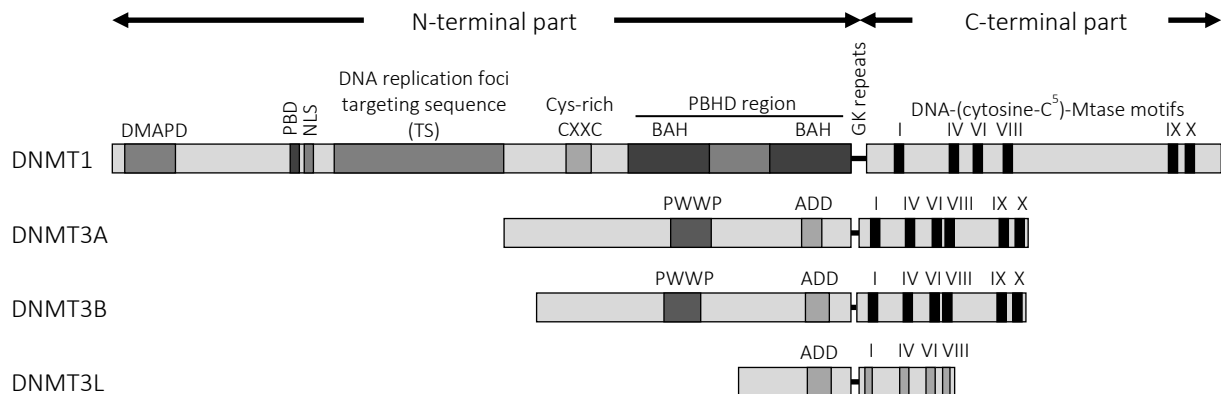 N-terminal part
C-terminal part
DNA replication foci
targeting sequence
(TS)
Cys-rich
CXXC
PBHD region
GK repeats
DNA-(cytosine-C⁵)-Mtase motifs
DMAPD
PBD
NLS
BAH
BAH
I IV VI VIII IX X
DNMT1
PWWP ADD I IV VI VIII IX X
DNMT3A
PWWP ADD I IV VI VIII IX X
DNMT3B
ADD I IV VI VIII
DNMT3L